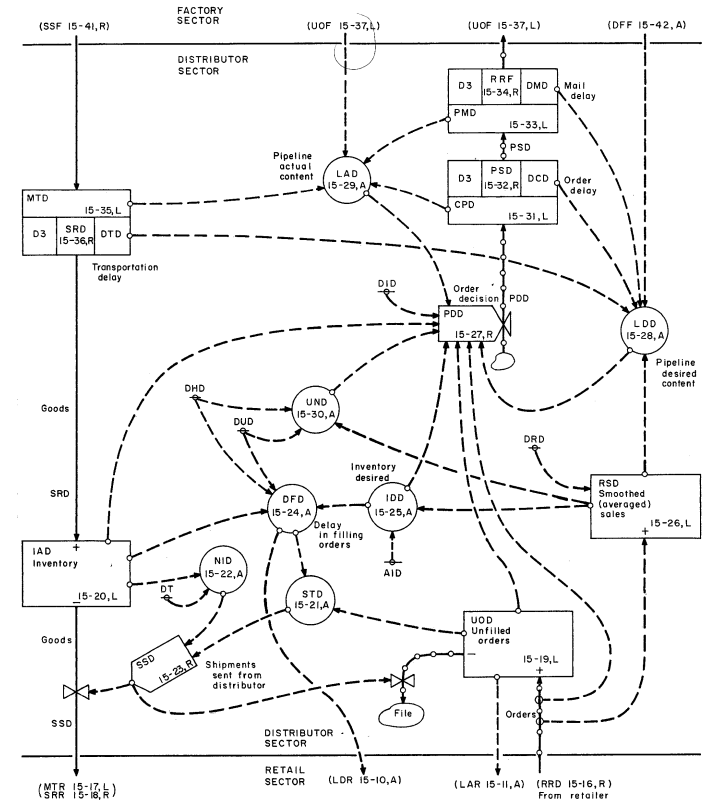 FACTORY
SECTOR
(SSF 15-41, R)
(UOF 15-37, L)
(UOF 15-37, L)
(DFF 15-42, A)
DISTRIBUTOR
SECTOR
D3
RRF
15-34, R
DMD
Mail
delay
PMD
15-33, L
PSD
Pipeline
actual
content
LAD
15-29, A
D3
PSD
15-32, R
DCD
Order
delay
CPD
15-31, L
MTD
15-35, L
D3
SRD
15-36, R
DTD
Transportation
delay
DID
Order
decision
PDD
PDD
15-27, R
LDD
15-28, A
Pipeline
desired
content
DHD
UND
15-30, A
Goods
DUD
DRD
Inventory
desired
RSD
Smoothed
(averaged)
sales
15-26, L
+
SRD
DFD
15-24, A
IDD
15-25, A
Delay
in filling
orders
AID
+
IAD
Inventory
15-20, L
–
NID
15-22, A
DT
STD
15-21, A
UOD
Unfilled
orders
–
15-19, L
+
Goods
SSD
15-23, R
Shipments
sent from
distributor
File
Orders
SSD
DISTRIBUTOR
SECTOR
RETAIL
SECTOR
(MTR 15-17, L)
SRR 15-18, R)
(LDR 15-10, A)
(LAR 15-11, A)
(RRD 15-16, R)
From retailer